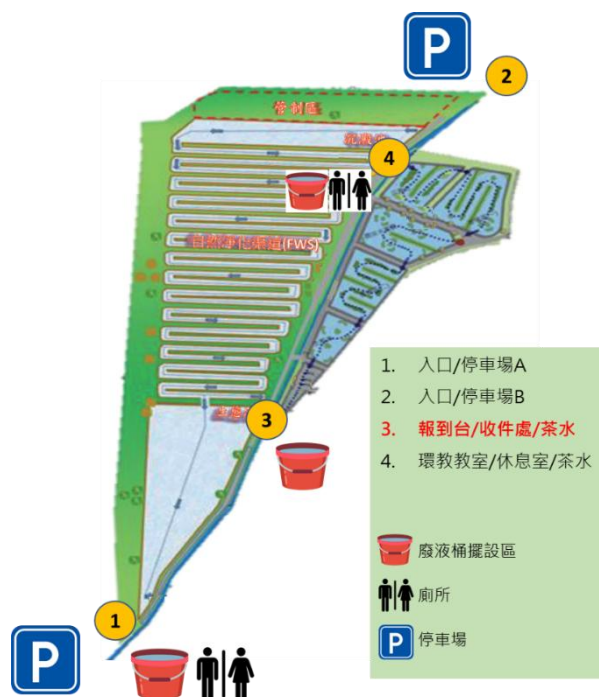 P
2
管制區
4
(FWS)
3
1
P
1. 入口/停車場A
2. 入口/停車場B
3. 報到台/收件處/茶水
4. 環教教室/休息室/茶水
廢液桶擺設區
廁所
P 停車場